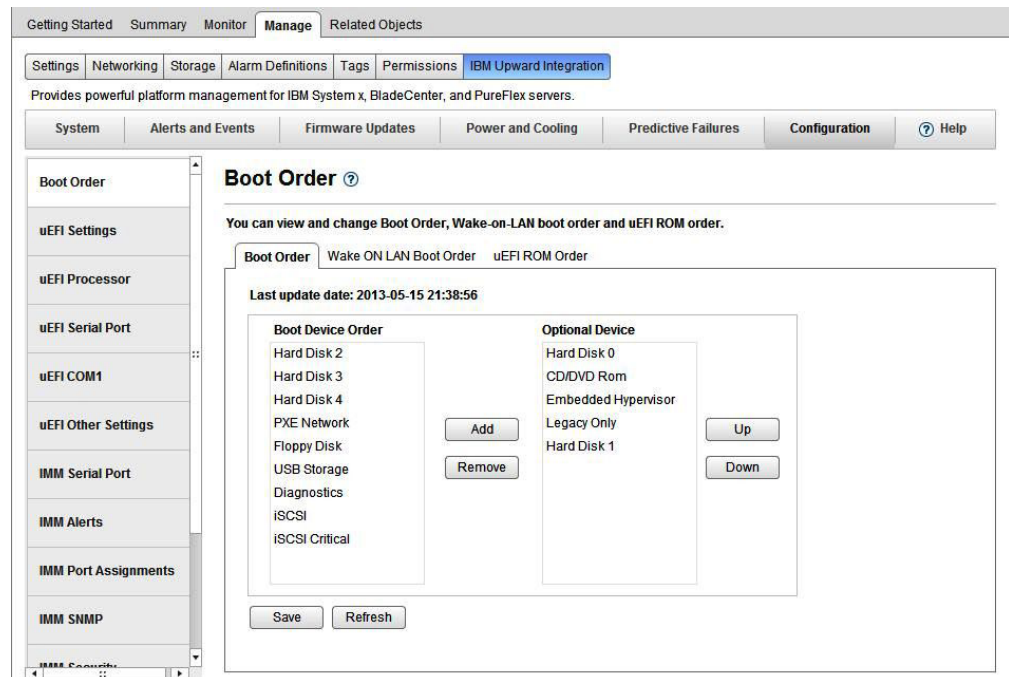 Getting Started Summary Monitor Manage Related Objects
Settings Networking Storage Alarm Definitions Tags Permissions IBM Upward Integration
Provides powerful platform management for IBM System x, BladeCenter, and PureFlex servers.
System Alerts and Events Firmware Updates Power and Cooling Predictive Failures Configuration ? Help
Boot Order
uEFI Settings
uEFI Processor
uEFI Serial Port
uEFI COM1
uEFI Other Settings
IMM Serial Port
IMM Alerts
IMM Port Assignments
IMM SNMP
IMM Security
Boot Order ?
You can view and change Boot Order, Wake-on-LAN boot order and uEFI ROM order.
Boot Order Wake ON LAN Boot Order uEFI ROM Order
Last update date: 2013-05-15 21:38:56
Boot Device Order
Hard Disk 2
Hard Disk 3
Hard Disk 4
PXE Network
Floppy Disk
USB Storage
Diagnostics
iSCSI
iSCSI Critical
Add
Remove
Optional Device
Hard Disk 0
CD/DVD Rom
Embedded Hypervisor
Legacy Only
Hard Disk 1
Up
Down
Save Refresh